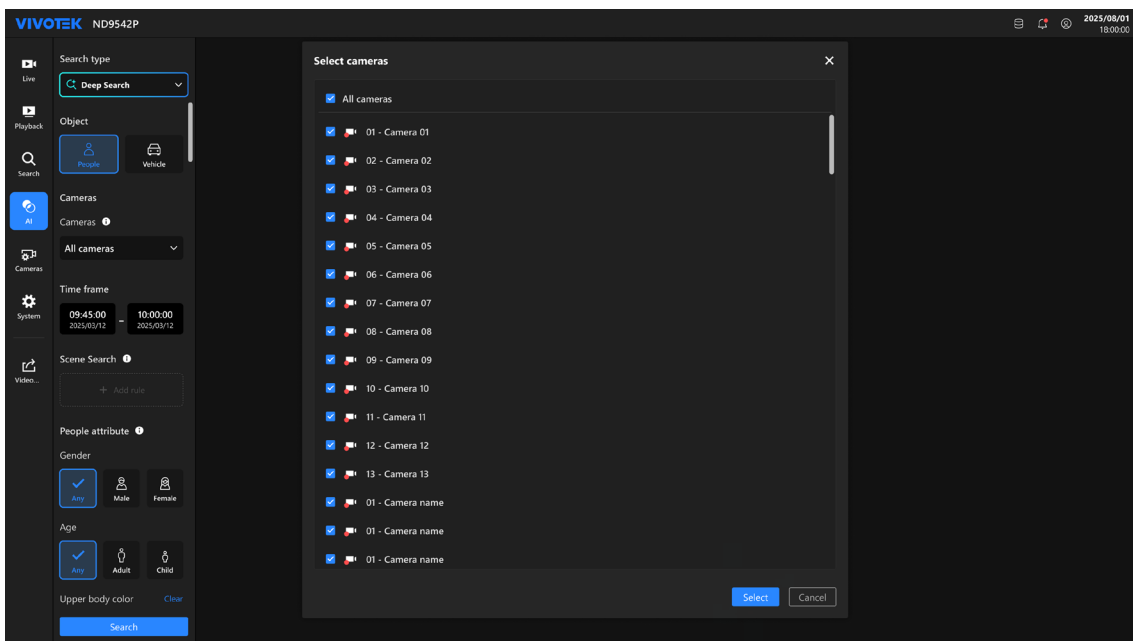 VIVOTEK ND9542P
2025/08/01
18:00:00
Live
Playback
Search
AI
Cameras
System
Video...
Search type
Deep Search
Object
People
Vehicle
Cameras
Cameras
All cameras
Time frame
09:45:00 – 10:00:00
2025/03/12 2025/03/12
Scene Search
+ Add rule
People attribute
Gender
Any Male Female
Age
Any Adult Child
Upper body color Clear
Search
Select cameras
All cameras
01 - Camera 01
02 - Camera 02
03 - Camera 03
04 - Camera 04
05 - Camera 05
06 - Camera 06
07 - Camera 07
08 - Camera 08
09 - Camera 09
10 - Camera 10
11 - Camera 11
12 - Camera 12
13 - Camera 13
01 - Camera name
01 - Camera name
01 - Camera name
Select Cancel